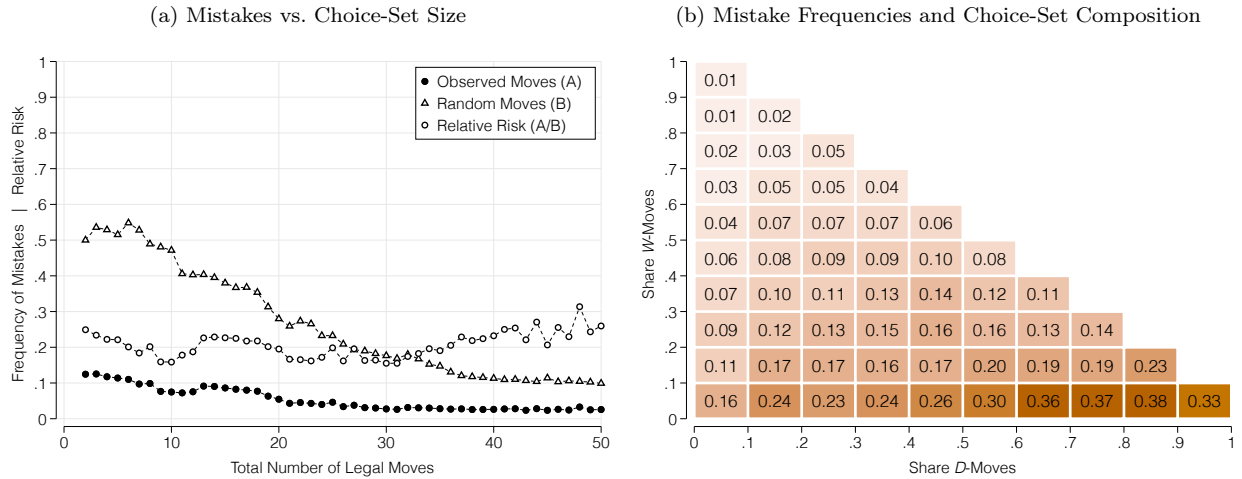 (a) Mistakes vs. Choice-Set Size
Frequency of Mistakes | Relative Risk
1
.9
.8
.7
.6
.5
.4
.3
.2
.1
0
Observed Moves (A)
Random Moves (B)
Relative Risk (A/B)
0 10 20 30 40 50
Total Number of Legal Moves
(b) Mistake Frequencies and Choice-Set Composition
Share W-Moves
1
.9
.8
.7
.6
.5
.4
.3
.2
.1
0
0.01
0.01 0.02
0.02 0.03 0.05
0.03 0.05 0.05 0.04
0.04 0.07 0.07 0.07 0.06
0.06 0.08 0.09 0.09 0.10 0.08
0.07 0.10 0.11 0.13 0.14 0.12 0.11
0.09 0.12 0.13 0.15 0.16 0.16 0.13 0.14
0.11 0.17 0.17 0.16 0.17 0.20 0.19 0.19 0.23
0.16 0.24 0.23 0.24 0.26 0.30 0.36 0.37 0.38 0.33
0 .1 .2 .3 .4 .5 .6 .7 .8 .9 1
Share D-Moves